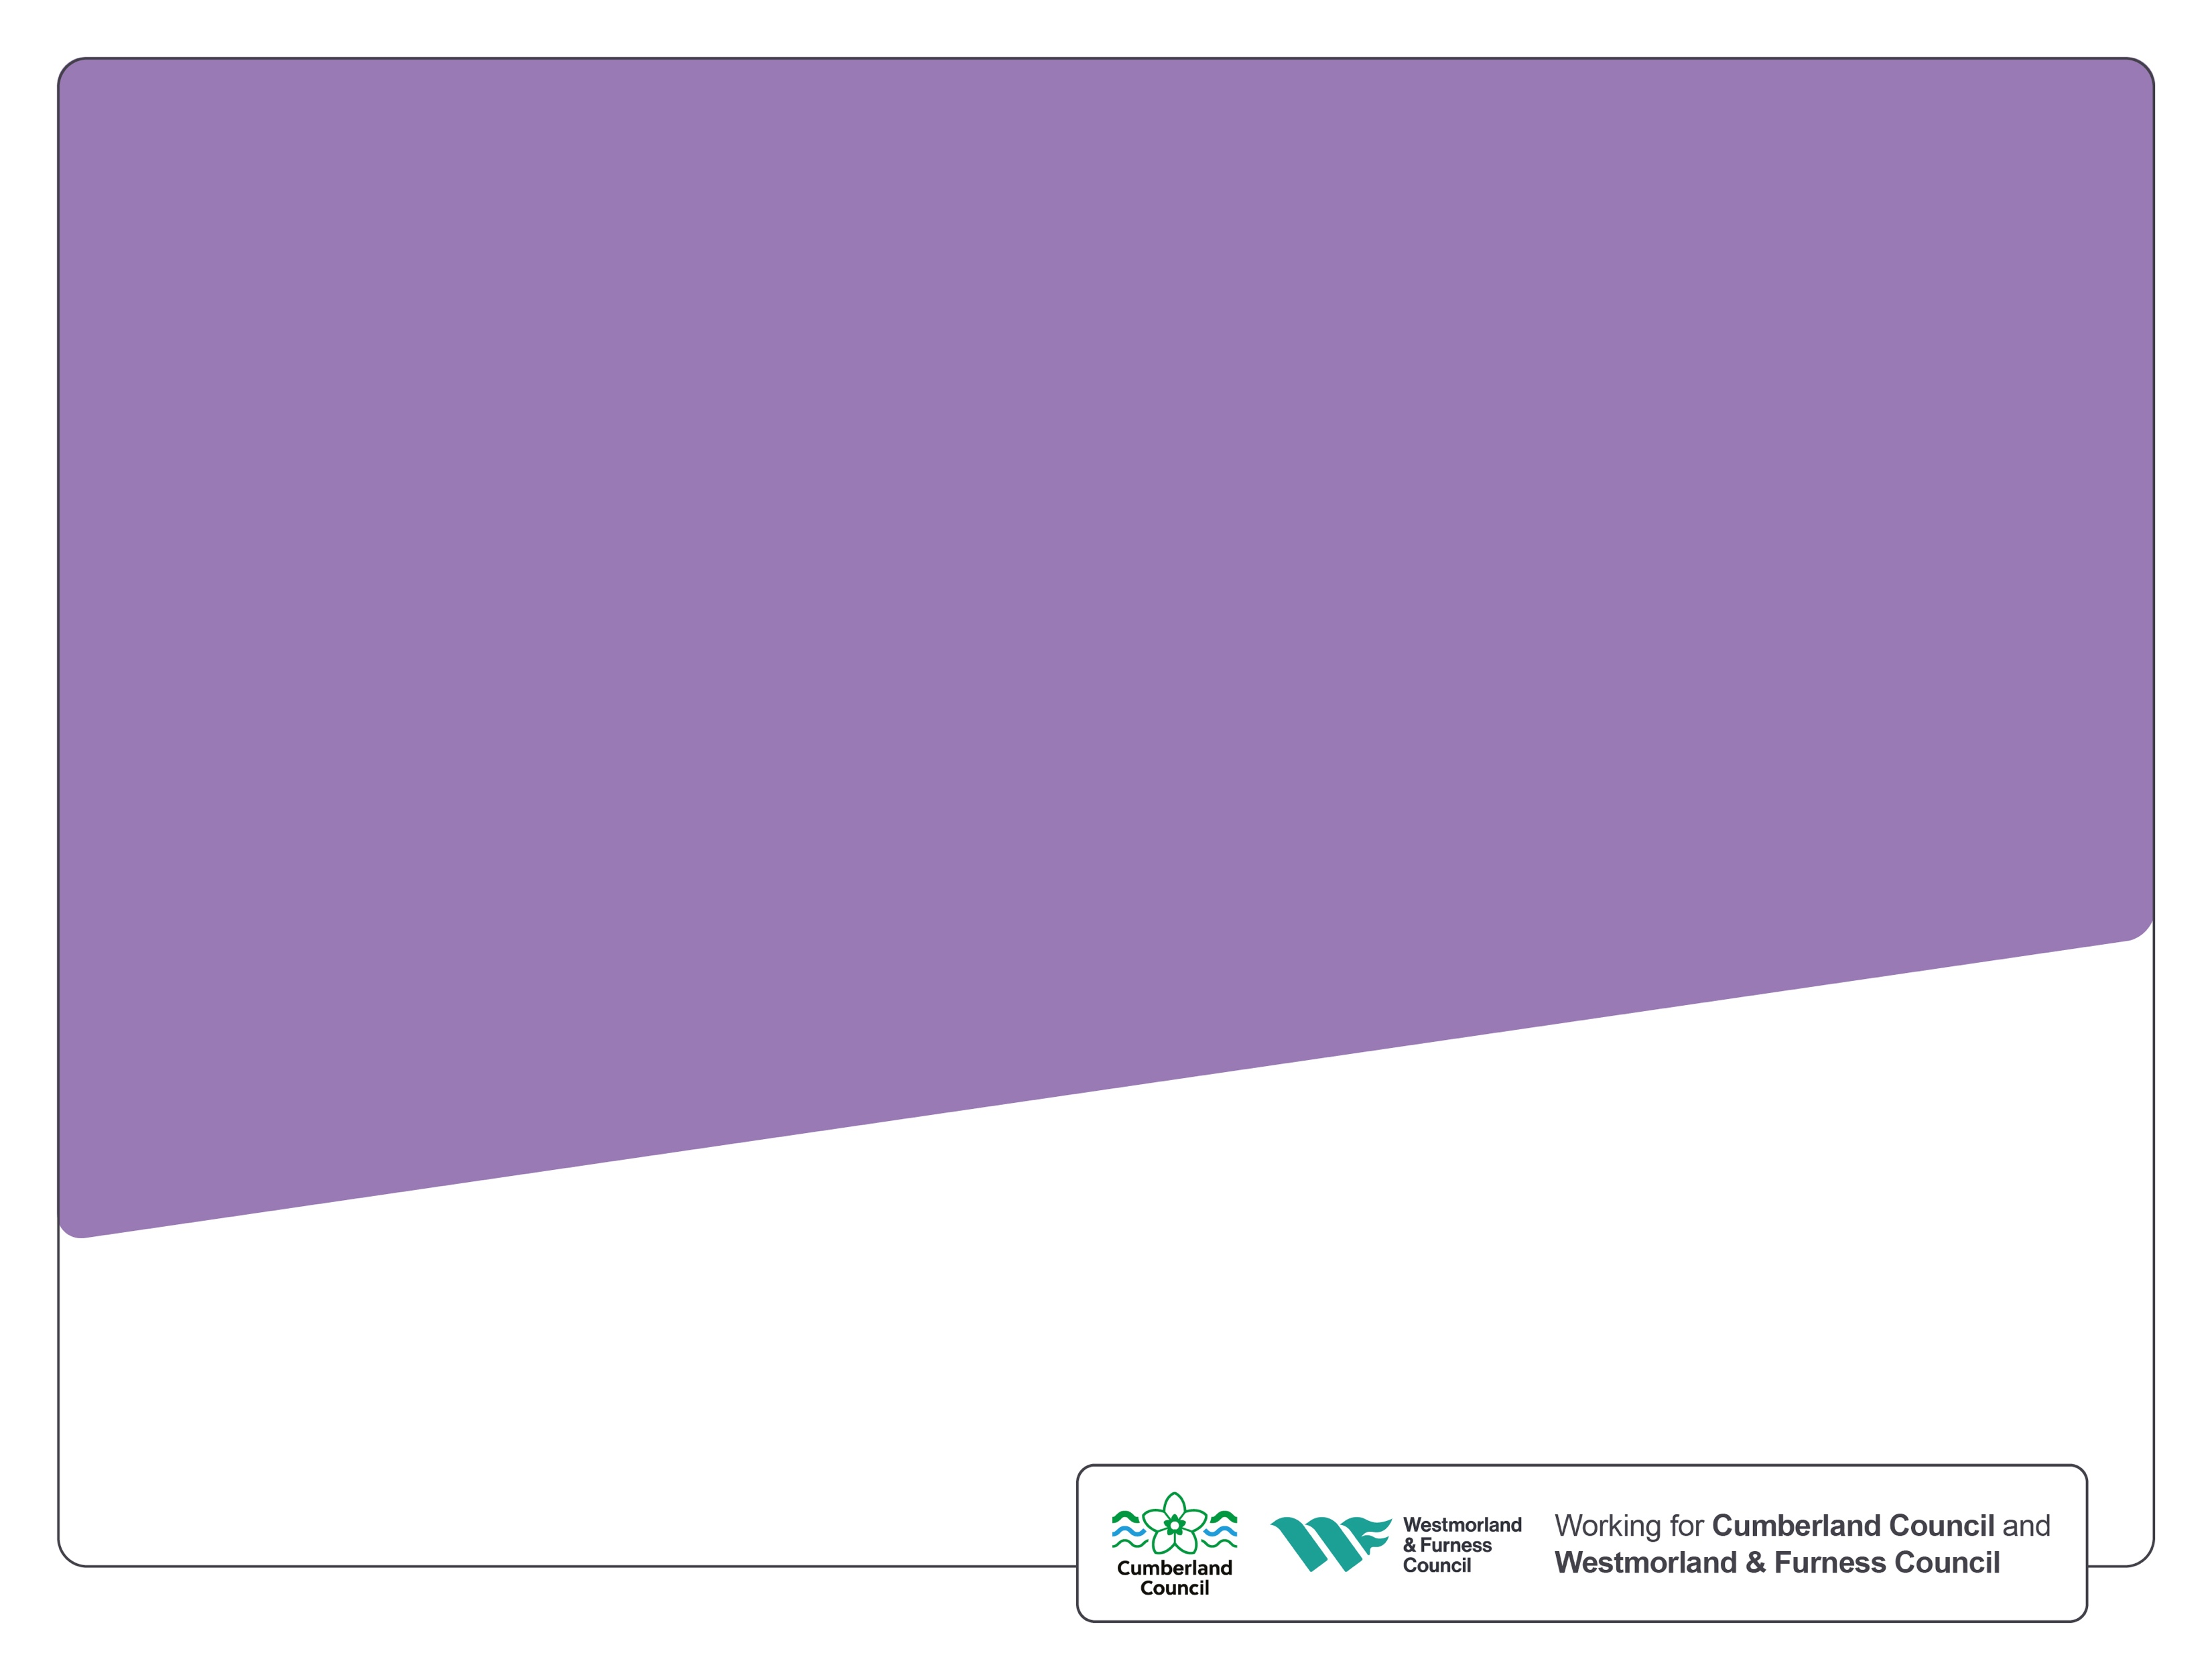 Cumberland
Council
Westmorland
& Furness
Council
Working for Cumberland Council and
Westmorland & Furness Council